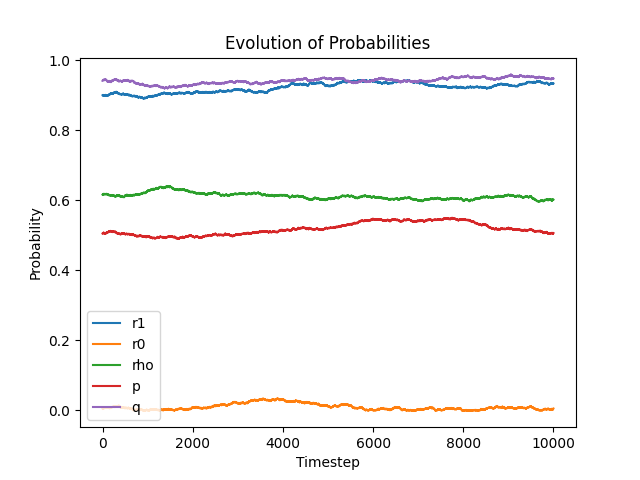 Evolution of Probabilities
Probability
1.0
0.8
0.6
0.4
0.2
0.0
r1
r0
rho
p
q
0 2000 4000 6000 8000 10000
Timestep